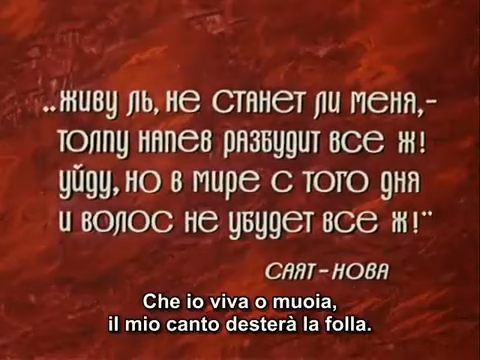 „живу ль, не станет ли меня,-
толпу напев разбудит все ж!
уйду, но в мире с того дня
и волос не убудет все ж!"
саят-нова
Che io viva o muoia,
il mio canto desterà la folla.